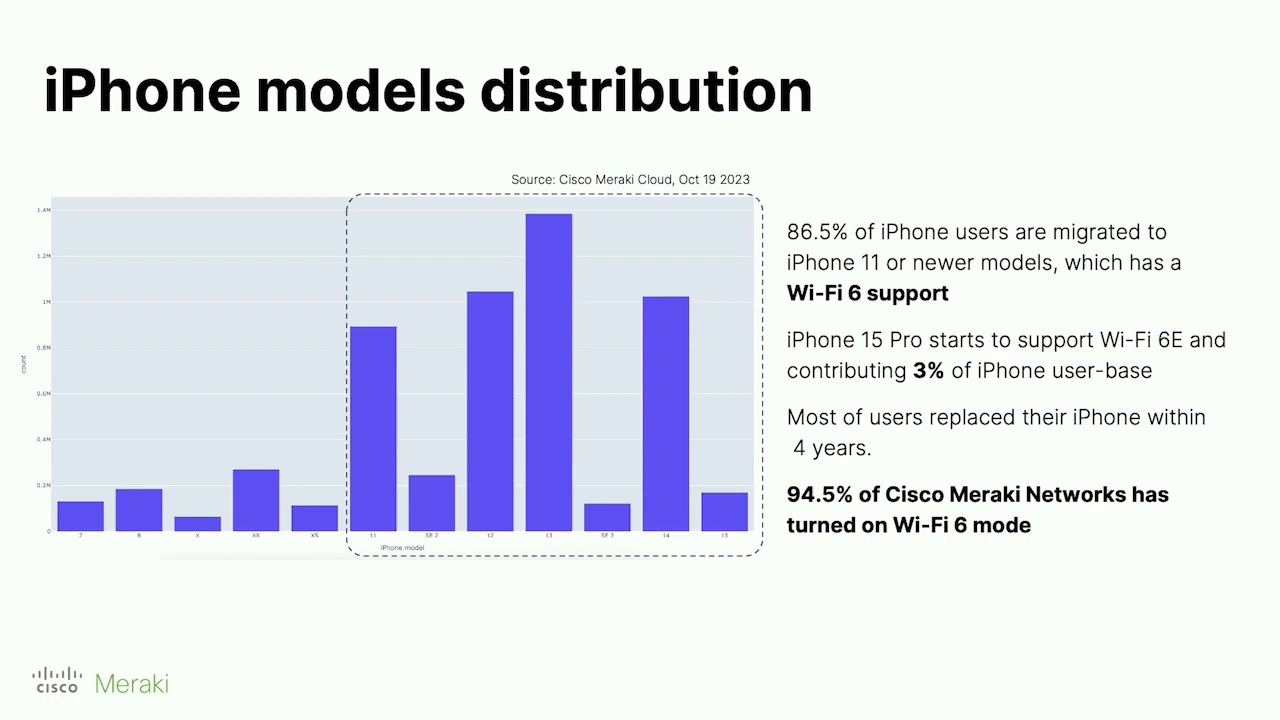 iPhone models distribution
Source: Cisco Meraki Cloud, Oct 19 2023
1.4M
1.2M
1M
0.8M
0.6M
0.4M
0.2M
0
count
7
8
X
XR
XS
11
SE 2
12
13
SE 3
14
15
iPhone model
86.5% of iPhone users are migrated to
iPhone 11 or newer models, which has a
Wi-Fi 6 support
iPhone 15 Pro starts to support Wi-Fi 6E and
contributing 3% of iPhone user-base
Most of users replaced their iPhone within
4 years.
94.5% of Cisco Meraki Networks has
turned on Wi-Fi 6 mode
CISCO Meraki